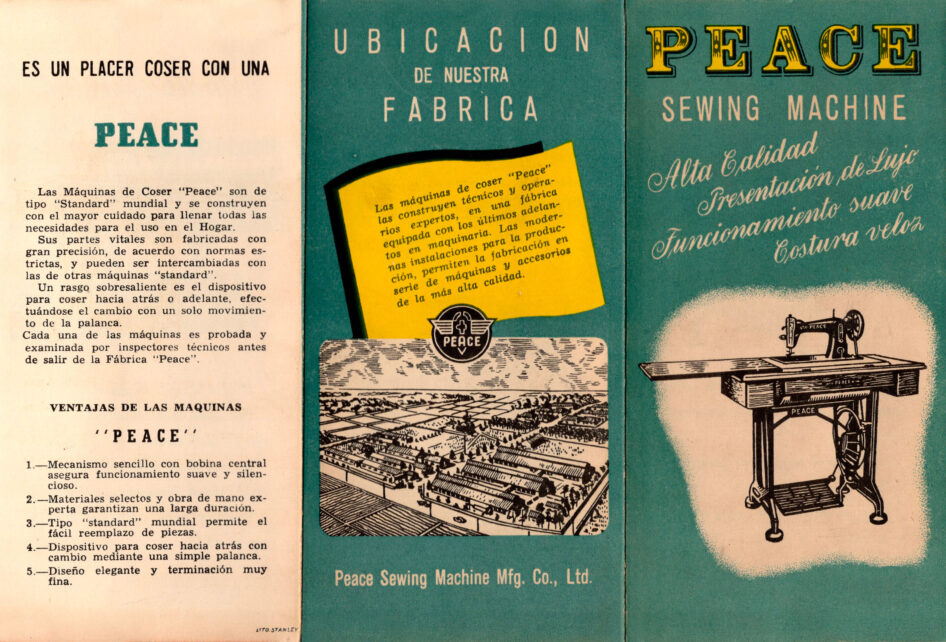 ES UN PLACER COSER CON UNA
PEACE
Las Máquinas de Coser "Peace" son de
tipo "Standard" mundial y se construyen
con el mayor cuidado para llenar todas las
necesidades para el uso en el Hogar.
Sus partes vitales son fabricadas con
gran precisión, de acuerdo con normas es-
trictas, y pueden ser intercambiadas con
las de otras máquinas "standard".
Un rasgo sobresaliente es el dispositivo
para coser hacia atrás o adelante, efec-
tuándose el cambio con un solo movimien-
to de la palanca.
Cada una de las máquinas es probada y
examinada por inspectores técnicos antes
de salir de la Fábrica "Peace".
VENTAJAS DE LAS MAQUINAS
"PEACE"
1.—Mecanismo sencillo con bobina central
asegura funcionamiento suave y silen-
cioso.
2.—Materiales selectos y obra de mano ex-
perta garantizan una larga duración.
3.—Tipo "standard" mundial permite el
fácil reemplazo de piezas.
4.—Dispositivo para coser hacia atrás con
cambio mediante una simple palanca.
5.—Diseño elegante y terminación muy
fina.
LITO. STANLEY
UBICACION
DE NUESTRA
FABRICA
Las máquinas de coser "Peace"
las construyen técnicos y opera-
rios expertos, en una fábrica
equipada con los últimos adelan-
tos en maquinaria. Las moder-
nas instalaciones para la produc-
ción, permiten la fabricación en
serie de máquinas y accesorios
de la más alta calidad.
PEACE
Peace Sewing Machine Mfg. Co., Ltd.
PEACE
SEWING MACHINE
Alta Calidad
Presentación de Lujo
Funcionamiento suave
Costura veloz
PEACE
PEACE
PEACE